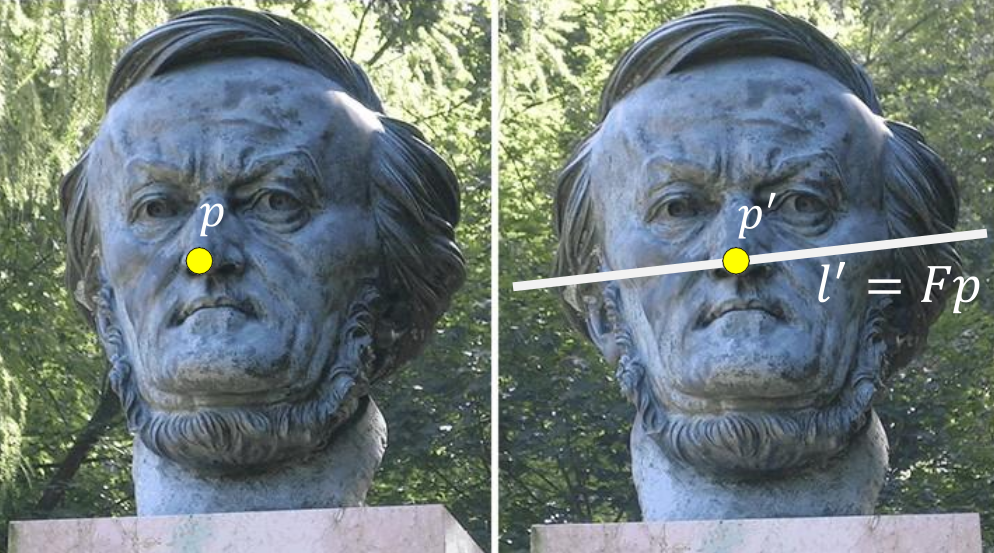 p
p′
l′ = Fp